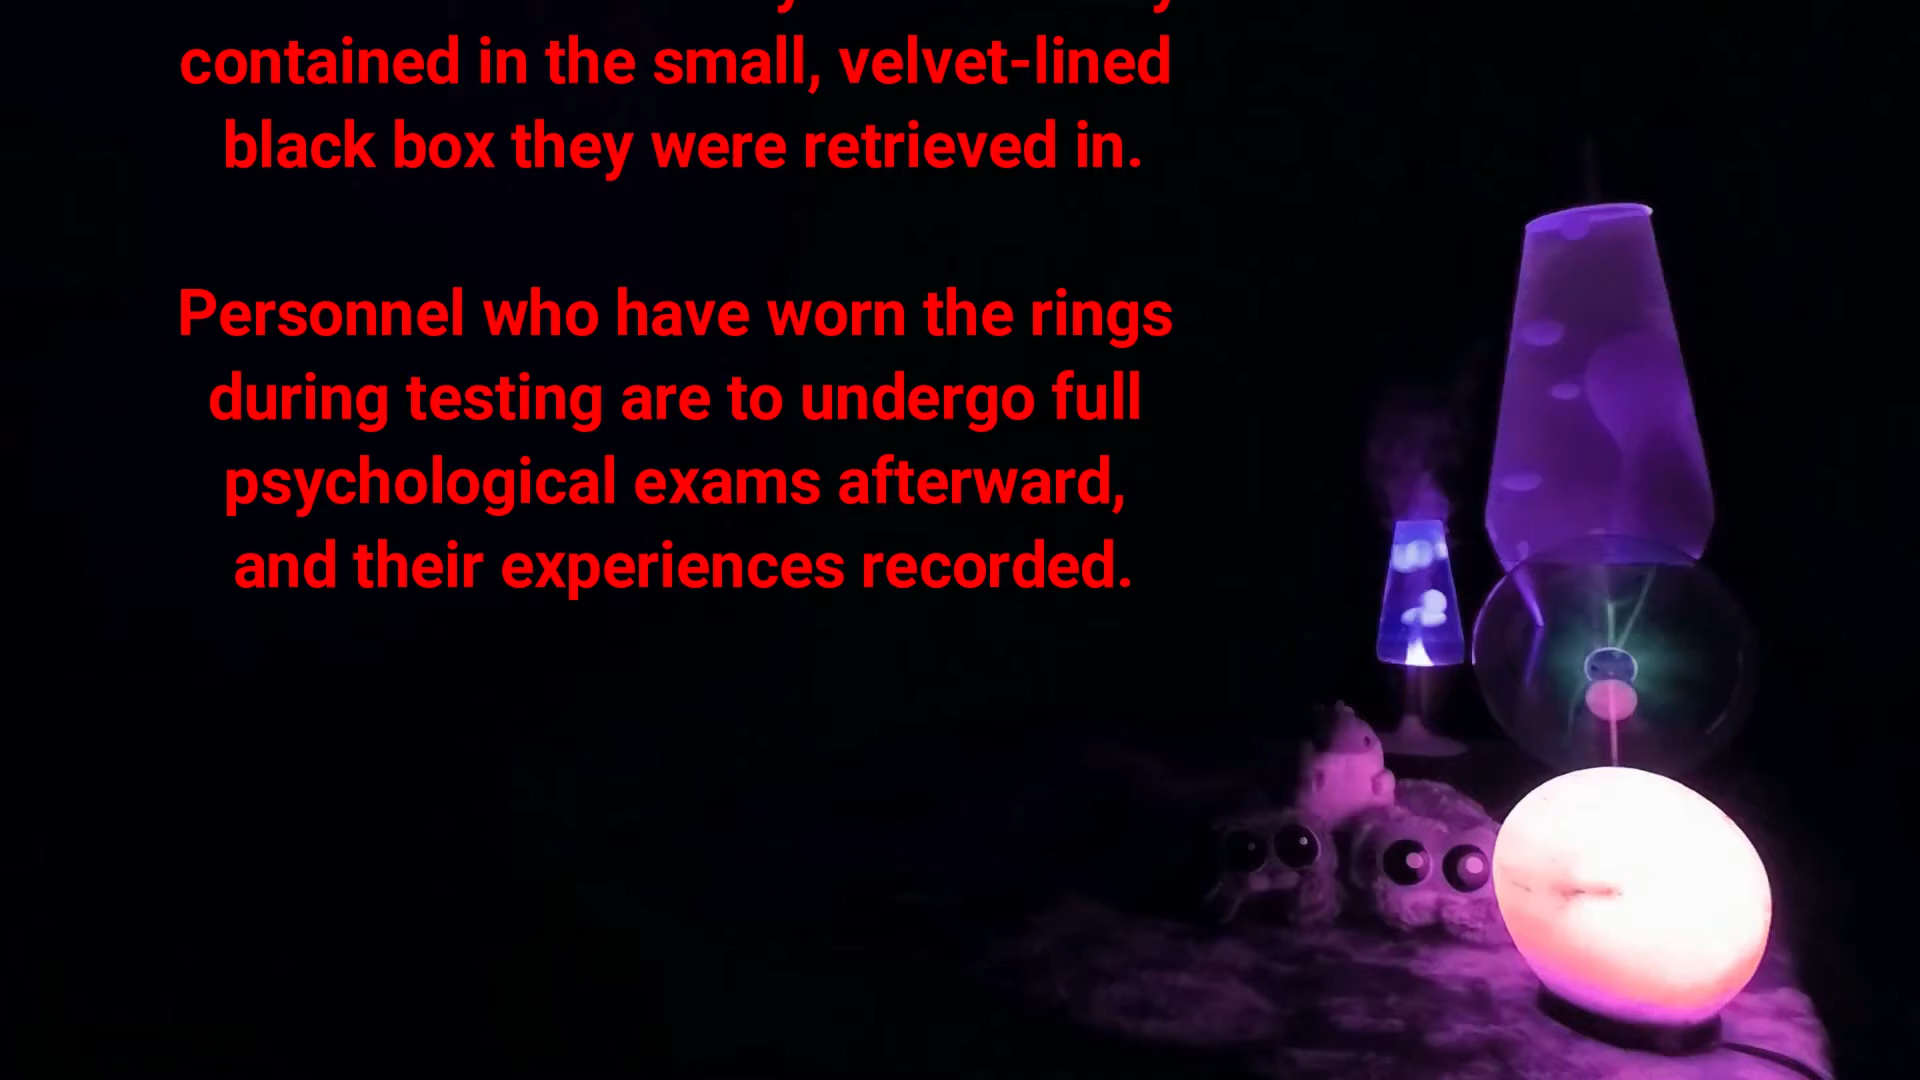 contained in the small, velvet-lined
black box they were retrieved in.
Personnel who have worn the rings
during testing are to undergo full
psychological exams afterward,
and their experiences recorded.